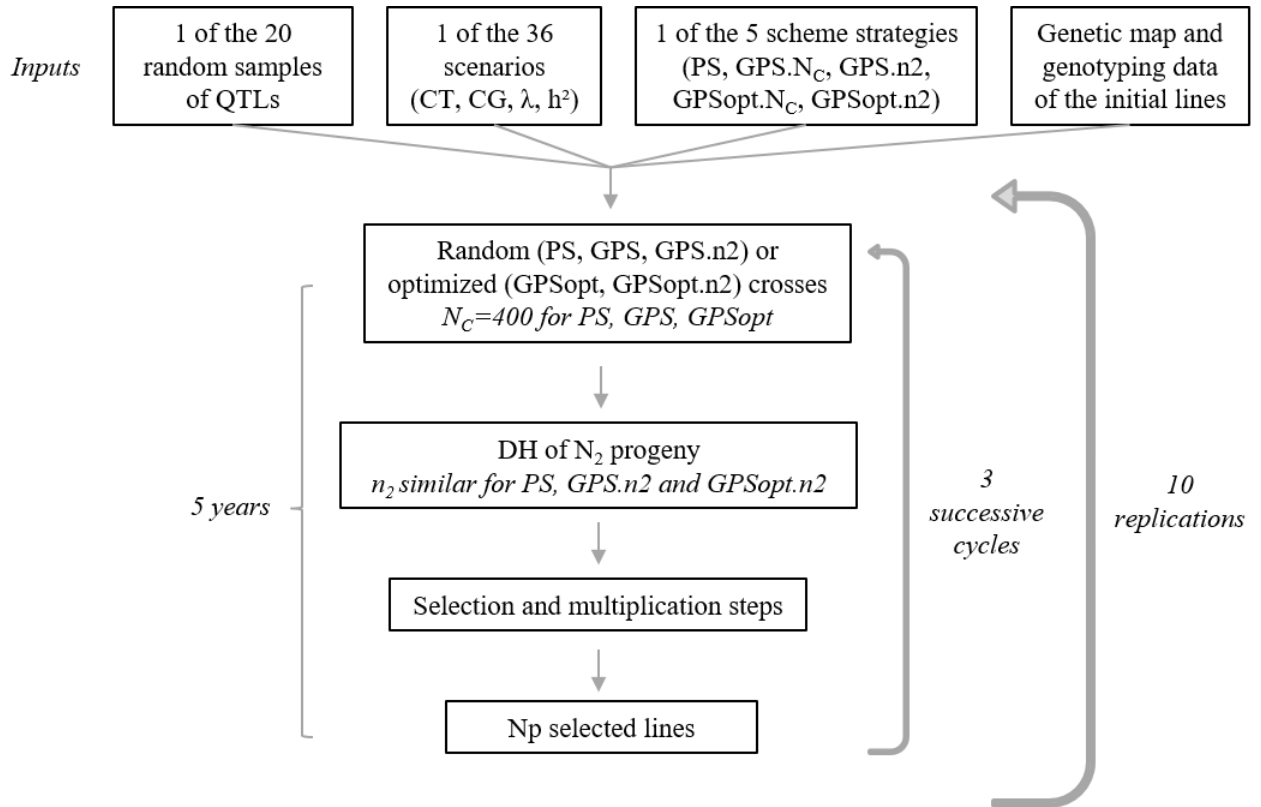 Inputs
1 of the 20
random samples
of QTLs
1 of the 36
scenarios
(CT, CG, λ, h²)
1 of the 5 scheme strategies
(PS, GPS.N_C, GPS.n2,
GPSopt.N_C, GPSopt.n2)
Genetic map and
genotyping data
of the initial lines
Random (PS, GPS, GPS.n2) or
optimized (GPSopt, GPSopt.n2) crosses
N_C=400 for PS, GPS, GPSopt
DH of N₂ progeny
n₂ similar for PS, GPS.n2 and GPSopt.n2
Selection and multiplication steps
Np selected lines
5 years
3
successive
cycles
10
replications